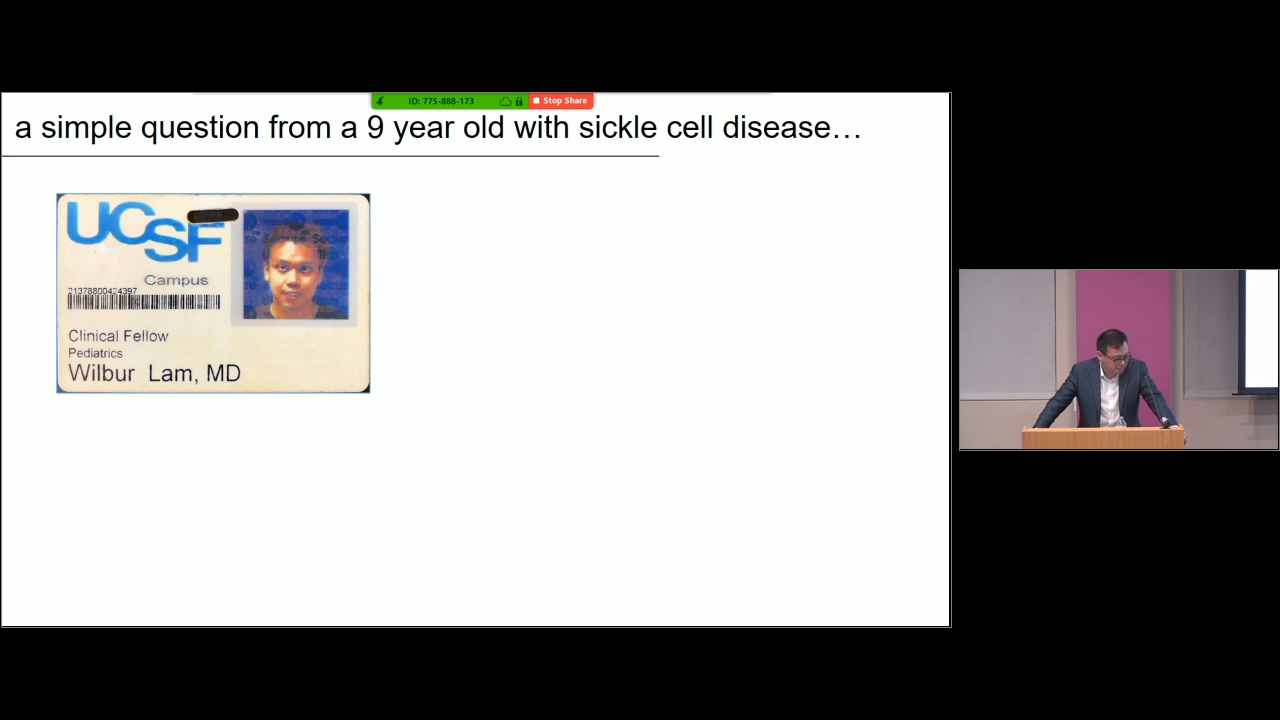 ID: 775-888-173
Stop Share
a simple question from a 9 year old with sickle cell disease…
UCSF
Campus
21378800424397
Clinical Fellow
Pediatrics
Wilbur Lam, MD